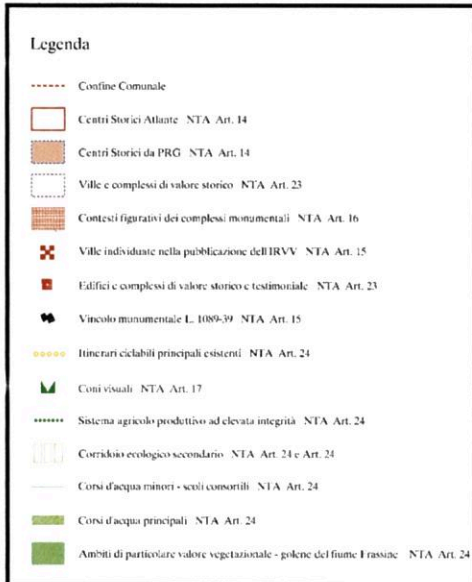 Legenda
Confine Comunale
Centri Storici Atlante NTA Art. 14
Centri Storici da PRG NTA Art. 14
Ville e complessi di valore storico NTA Art. 23
Contesti figurativi dei complessi monumentali NTA Art. 16
Ville individuate nella pubblicazione dell'IRVV NTA Art. 15
Edifici e complessi di valore storico e testimoniale NTA Art. 23
Vincolo monumentale L. 1089-39 NTA Art. 15
Itinerari ciclabili principali esistenti NTA Art. 24
Coni visuali NTA Art. 17
Sistema agricolo produttivo ad elevata integrità NTA Art. 24
Corridoio ecologico secondario NTA Art. 24 e Art. 24
Corsi d'acqua minori - scoli consortili NTA Art. 24
Corsi d'acqua principali NTA Art. 24
Ambiti di particolare valore vegetazionale - golene del fiume Frassine NTA Art. 24